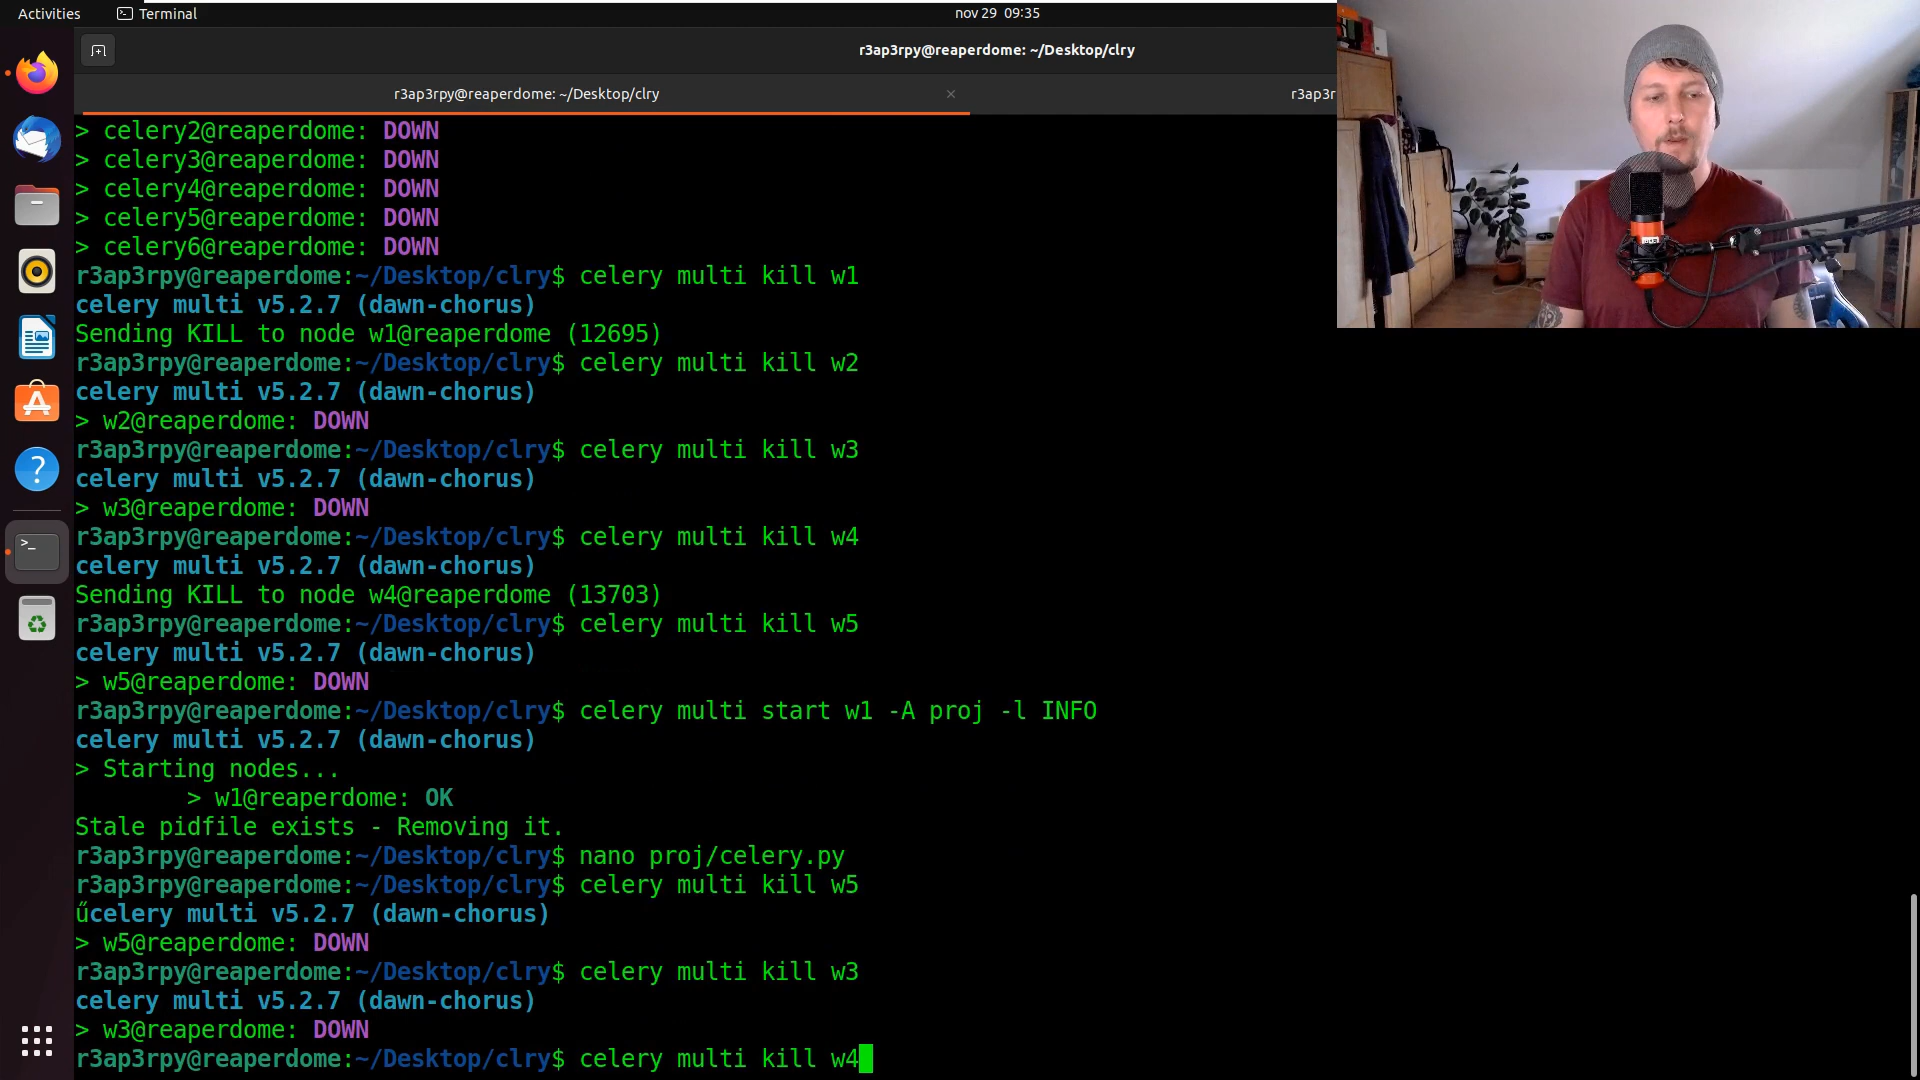 Activities
Terminal
nov 29 09:35
r3ap3rpy@reaperdome: ~/Desktop/clry
r3ap3rpy@reaperdome: ~/Desktop/clry
r3ap3r
> celery2@reaperdome: DOWN
> celery3@reaperdome: DOWN
> celery4@reaperdome: DOWN
> celery5@reaperdome: DOWN
> celery6@reaperdome: DOWN
r3ap3rpy@reaperdome:~/Desktop/clry$ celery multi kill w1
celery multi v5.2.7 (dawn-chorus)
Sending KILL to node w1@reaperdome (12695)
r3ap3rpy@reaperdome:~/Desktop/clry$ celery multi kill w2
celery multi v5.2.7 (dawn-chorus)
> w2@reaperdome: DOWN
r3ap3rpy@reaperdome:~/Desktop/clry$ celery multi kill w3
celery multi v5.2.7 (dawn-chorus)
> w3@reaperdome: DOWN
r3ap3rpy@reaperdome:~/Desktop/clry$ celery multi kill w4
celery multi v5.2.7 (dawn-chorus)
Sending KILL to node w4@reaperdome (13703)
r3ap3rpy@reaperdome:~/Desktop/clry$ celery multi kill w5
celery multi v5.2.7 (dawn-chorus)
> w5@reaperdome: DOWN
r3ap3rpy@reaperdome:~/Desktop/clry$ celery multi start w1 -A proj -l INFO
celery multi v5.2.7 (dawn-chorus)
> Starting nodes...
> w1@reaperdome: OK
Stale pidfile exists - Removing it.
r3ap3rpy@reaperdome:~/Desktop/clry$ nano proj/celery.py
r3ap3rpy@reaperdome:~/Desktop/clry$ celery multi kill w5
űcelery multi v5.2.7 (dawn-chorus)
> w5@reaperdome: DOWN
r3ap3rpy@reaperdome:~/Desktop/clry$ celery multi kill w3
celery multi v5.2.7 (dawn-chorus)
> w3@reaperdome: DOWN
r3ap3rpy@reaperdome:~/Desktop/clry$ celery multi kill w4